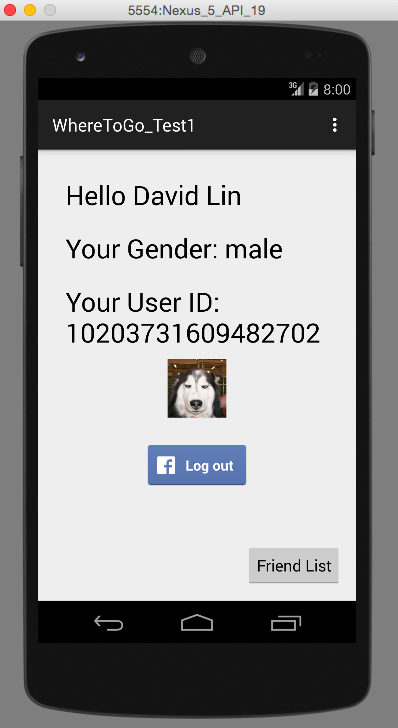 5554:Nexus_5_API_19
3G 8:00
WhereToGo_Test1
Hello David Lin
Your Gender: male
Your User ID:
10203731609482702
Log out
Friend List